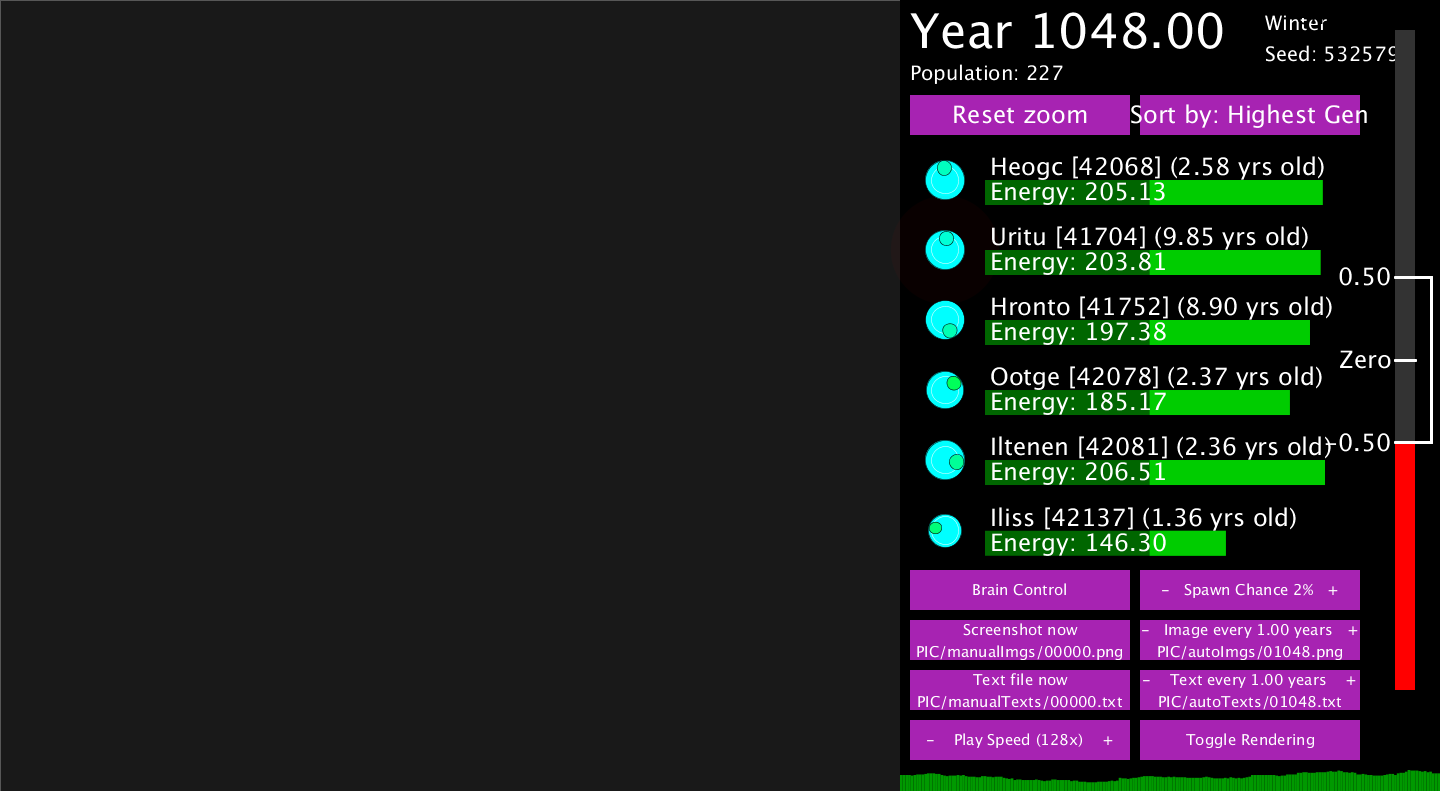 Year 1048.00
Winter
Seed: 532579
Population: 227
Reset zoom
Sort by: Highest Gen
Heogc [42068] (2.58 yrs old)
Energy: 205.13
Uritu [41704] (9.85 yrs old)
Energy: 203.81
0.50
Hronto [41752] (8.90 yrs old)
Energy: 197.38
Zero
Ootge [42078] (2.37 yrs old)
Energy: 185.17
Iltenen [42081] (2.36 yrs old)
-0.50
Energy: 206.51
Iliss [42137] (1.36 yrs old)
Energy: 146.30
Brain Control
- Spawn Chance 2% +
Screenshot now
PIC/manualImgs/00000.png
- Image every 1.00 years +
PIC/autoImgs/01048.png
Text file now
PIC/manualTexts/00000.txt
- Text every 1.00 years +
PIC/autoTexts/01048.txt
- Play Speed (128x) +
Toggle Rendering